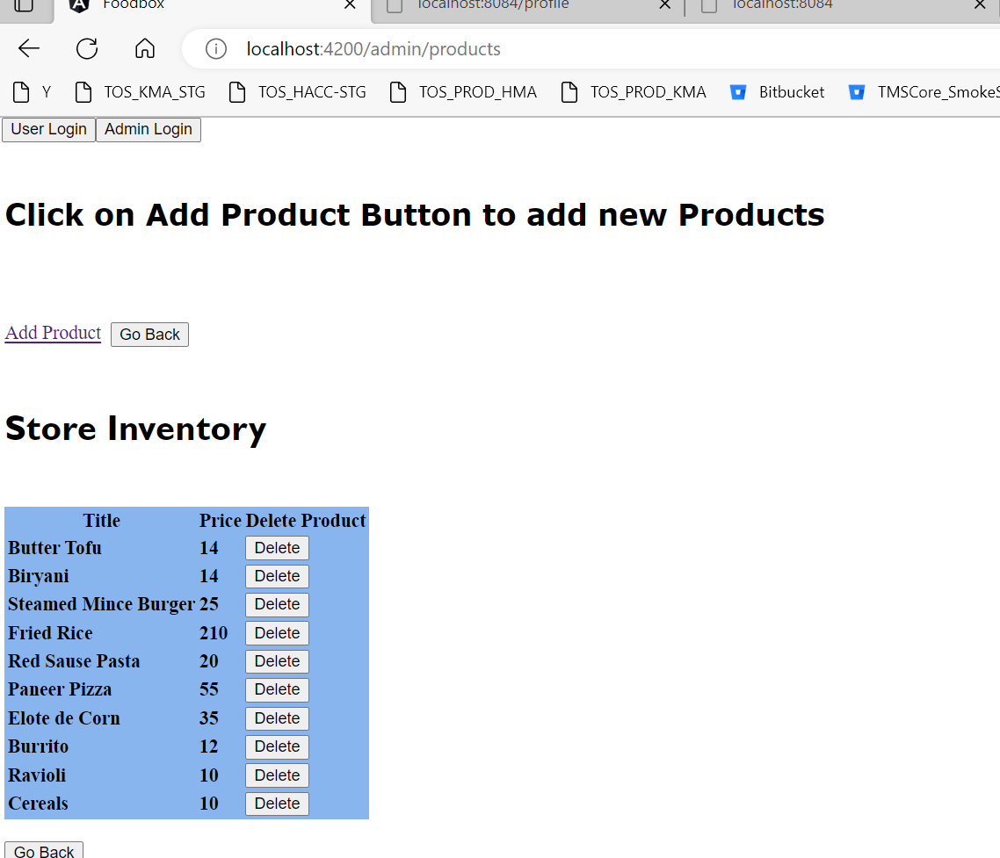 Foodbox localhost:8084/profile localhost:8084
localhost:4200/admin/products
Y TOS_KMA_STG TOS_HACC-STG TOS_PROD_HMA TOS_PROD_KMA Bitbucket TMSCore_SmokeS
User Login Admin Login
Click on Add Product Button to add new Products
Add Product Go Back
Store Inventory
Title Price Delete Product
Butter Tofu 14 Delete
Biryani 14 Delete
Steamed Mince Burger 25 Delete
Fried Rice 210 Delete
Red Sause Pasta 20 Delete
Paneer Pizza 55 Delete
Elote de Corn 35 Delete
Burrito 12 Delete
Ravioli 10 Delete
Cereals 10 Delete
Go Back